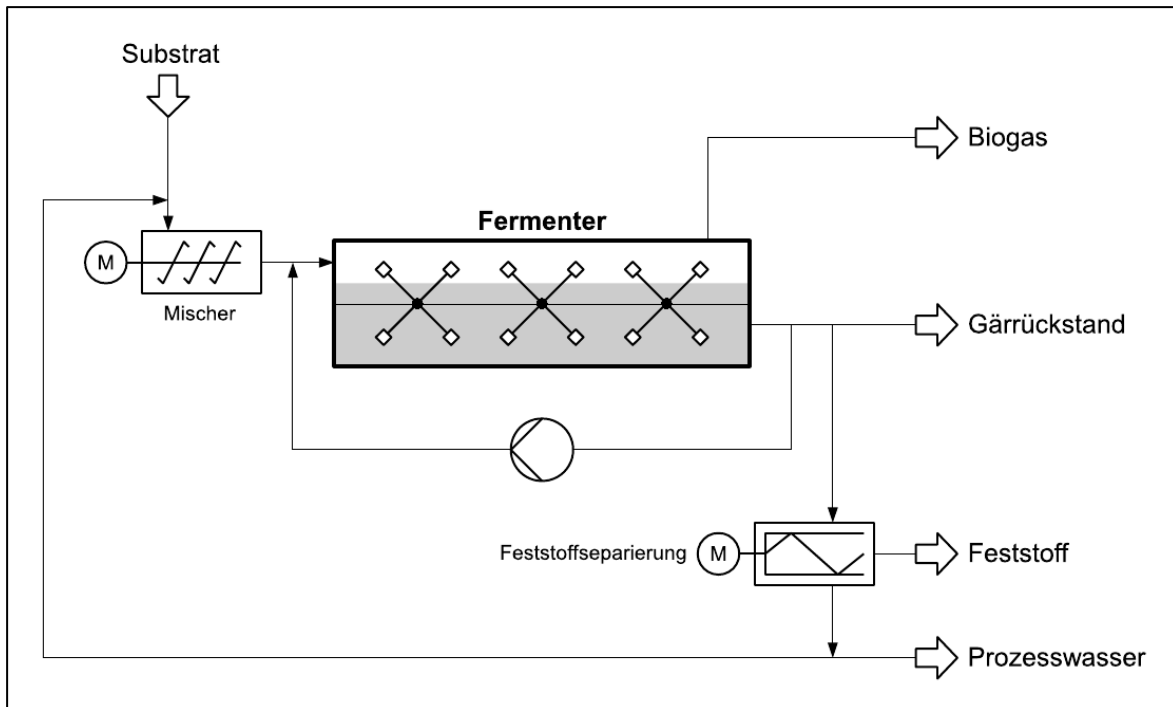 Substrat
Biogas
Fermenter
M
Mischer
Gärrückstand
Feststoffseparierung
M
Feststoff
Prozesswasser